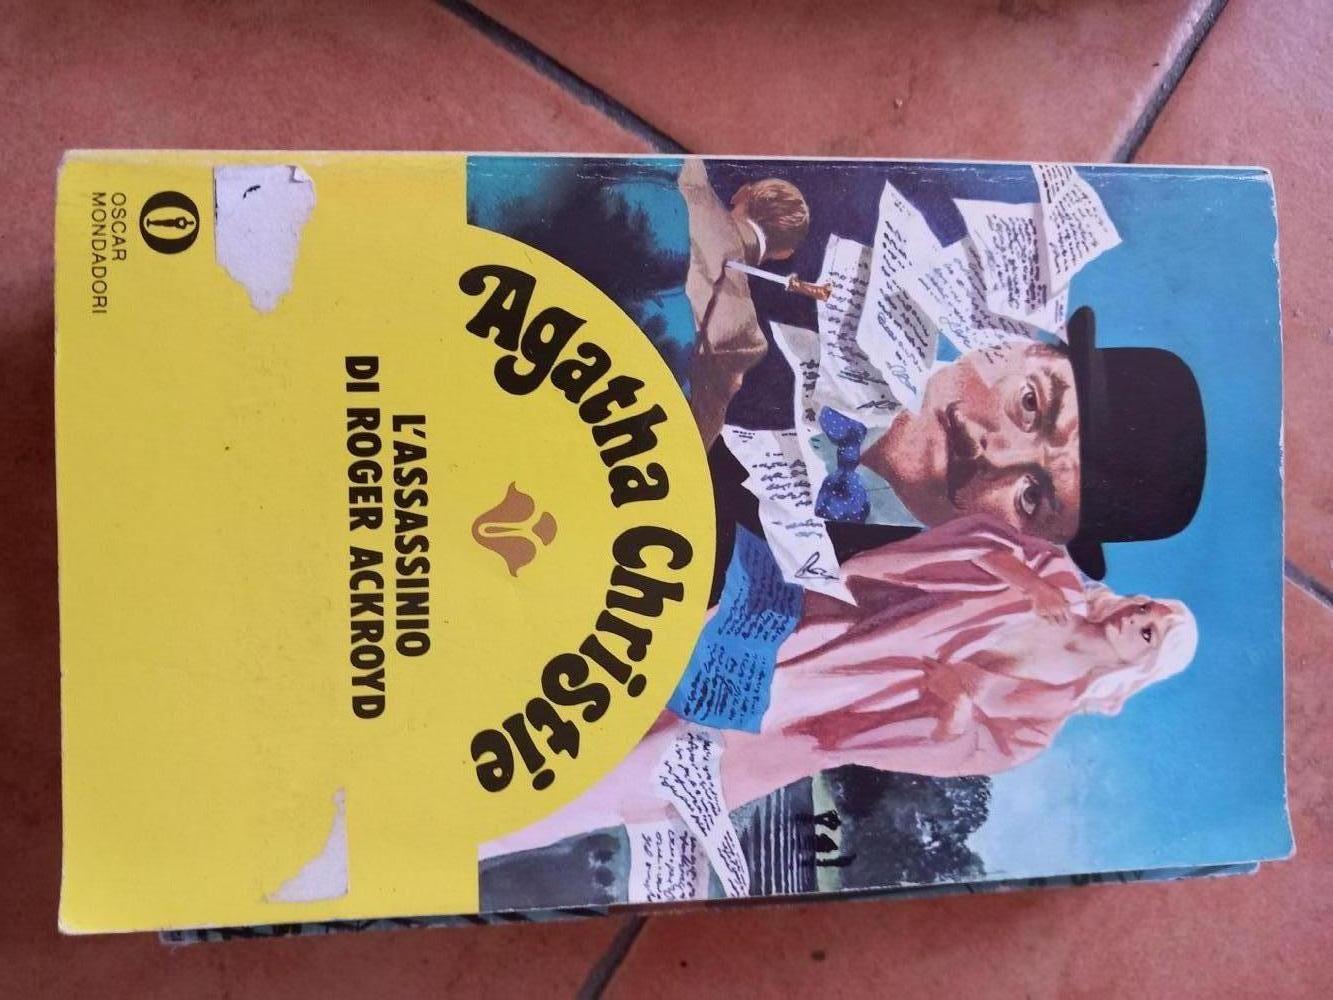 Agatha Christie
L'ASSASSINIO
DI ROGER ACKROYD
OSCAR
MONDADORI